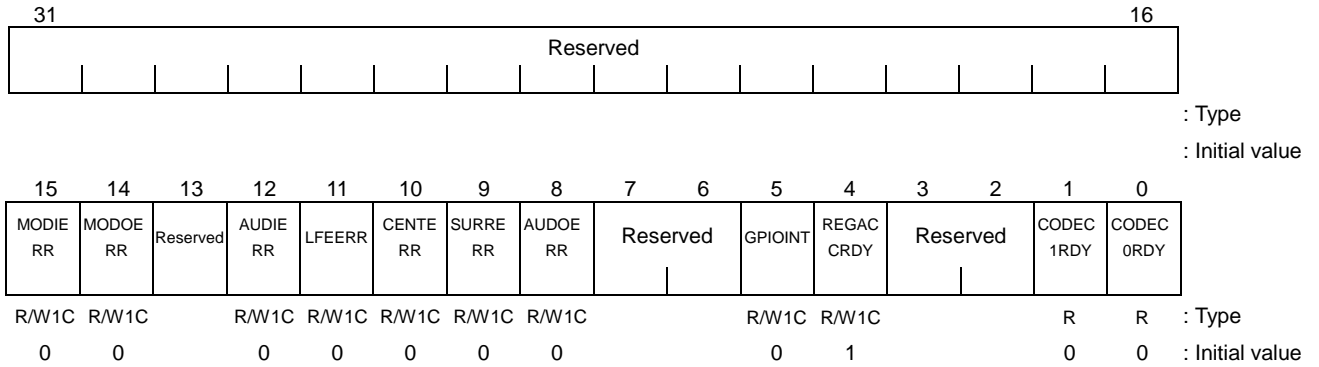 31 16
Reserved
: Type
: Initial value
15 14 13 12 11 10 9 8 7 6 5 4 3 2 1 0
MODIE MODOE Reserved AUDIE LFEERR CENTE SURRE AUDOE Reserved GPIOINT REGAC Reserved CODEC CODEC
RR RR RR RR RR RR CRDY 1RDY 0RDY
R/W1C R/W1C R/W1C R/W1C R/W1C R/W1C R/W1C R/W1C R/W1C R R : Type
0 0 0 0 0 0 0 0 1 0 0 : Initial value